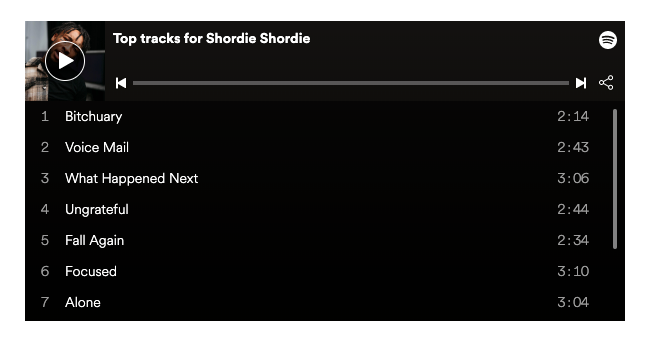 Top tracks for Shordie Shordie
1 Bitchuary 2:14
2 Voice Mail 2:43
3 What Happened Next 3:06
4 Ungrateful 2:44
5 Fall Again 2:34
6 Focused 3:10
7 Alone 3:04